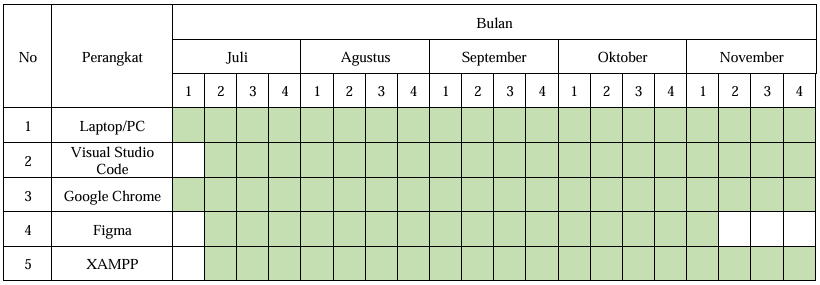 Bulan
No Perangkat Juli Agustus September Oktober November
1 2 3 4 1 2 3 4 1 2 3 4 1 2 3 4 1 2 3 4
1 Laptop/PC
2 Visual Studio
Code
3 Google Chrome
4 Figma
5 XAMPP